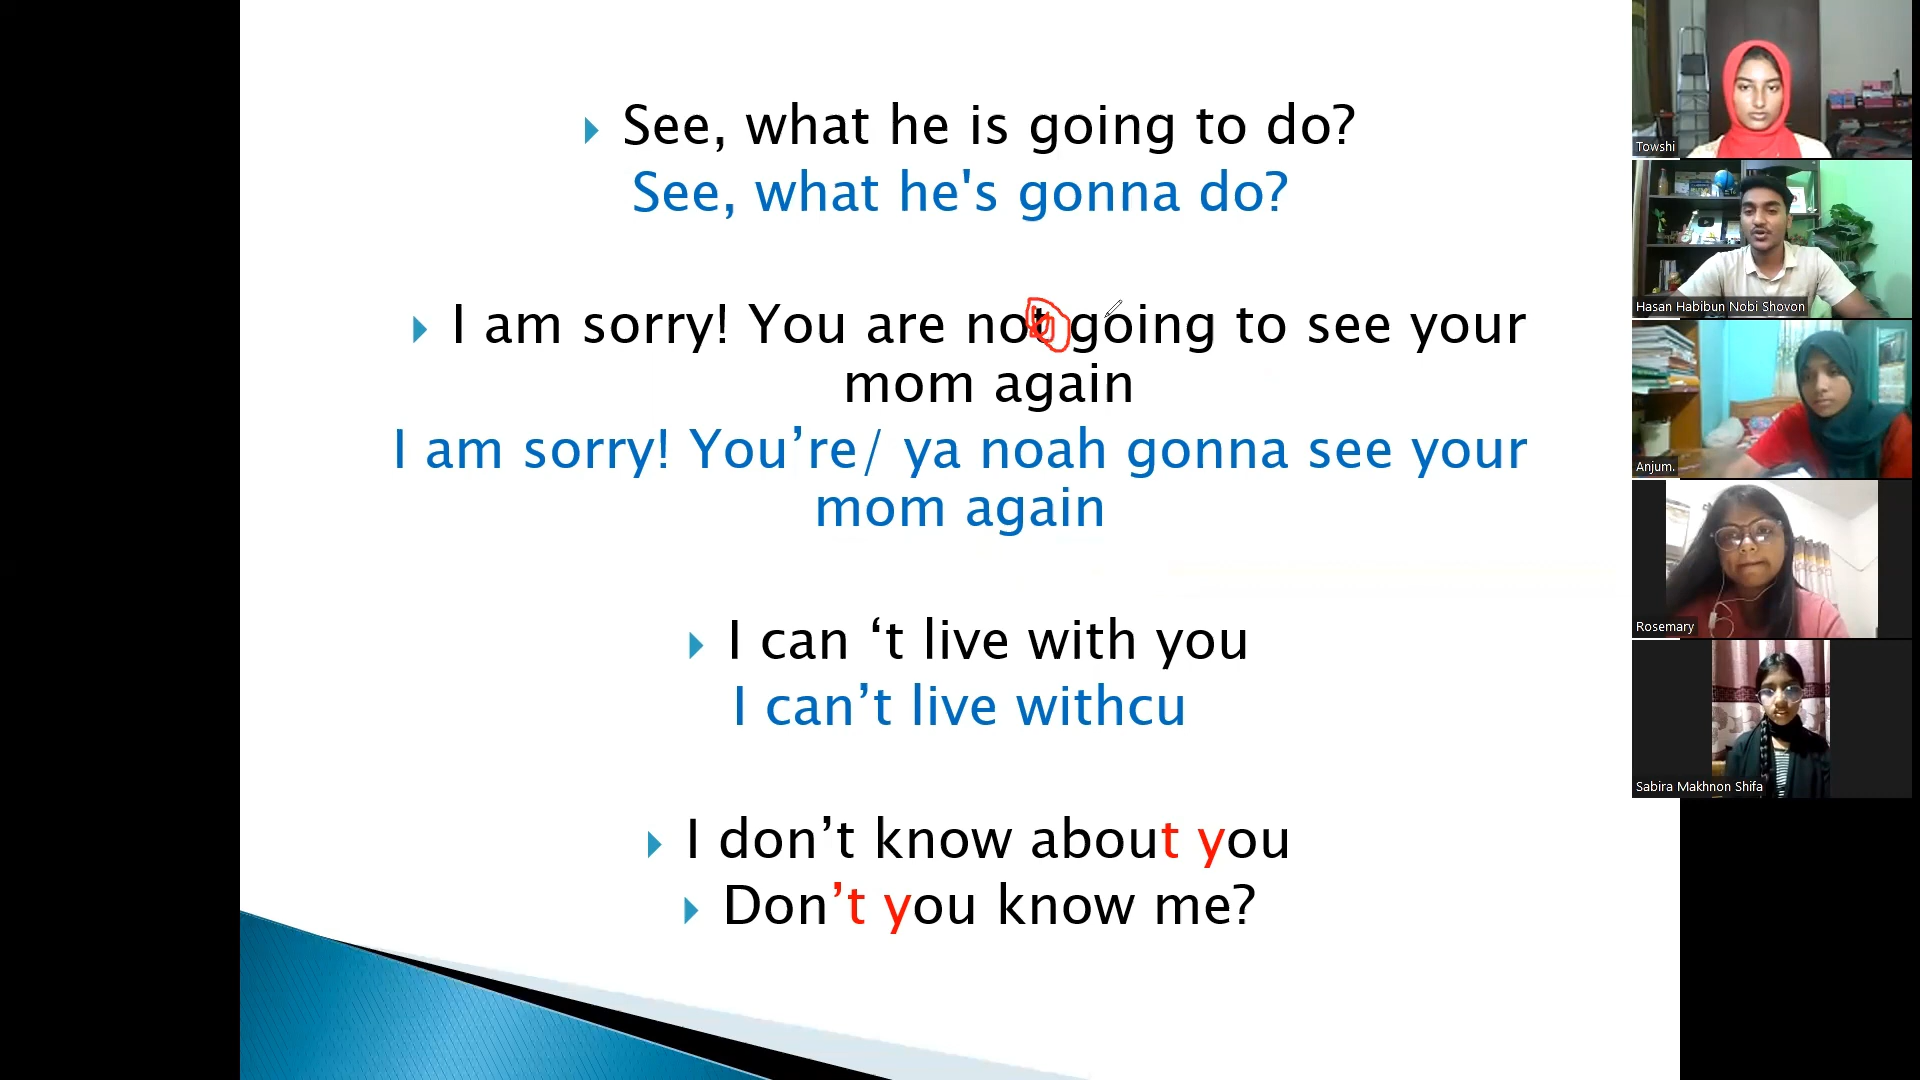 See, what he is going to do?
See, what he's gonna do?
I am sorry! You are not going to see your
mom again
I am sorry! You’re/ ya noah gonna see your
mom again
I can ‘t live with you
I can’t live withcu
I don’t know about you
Don’t you know me?
Towshi
Hasan Habibun Nobi Shovon
Anjum.
Rosemary
Sabira Makhnon Shifa